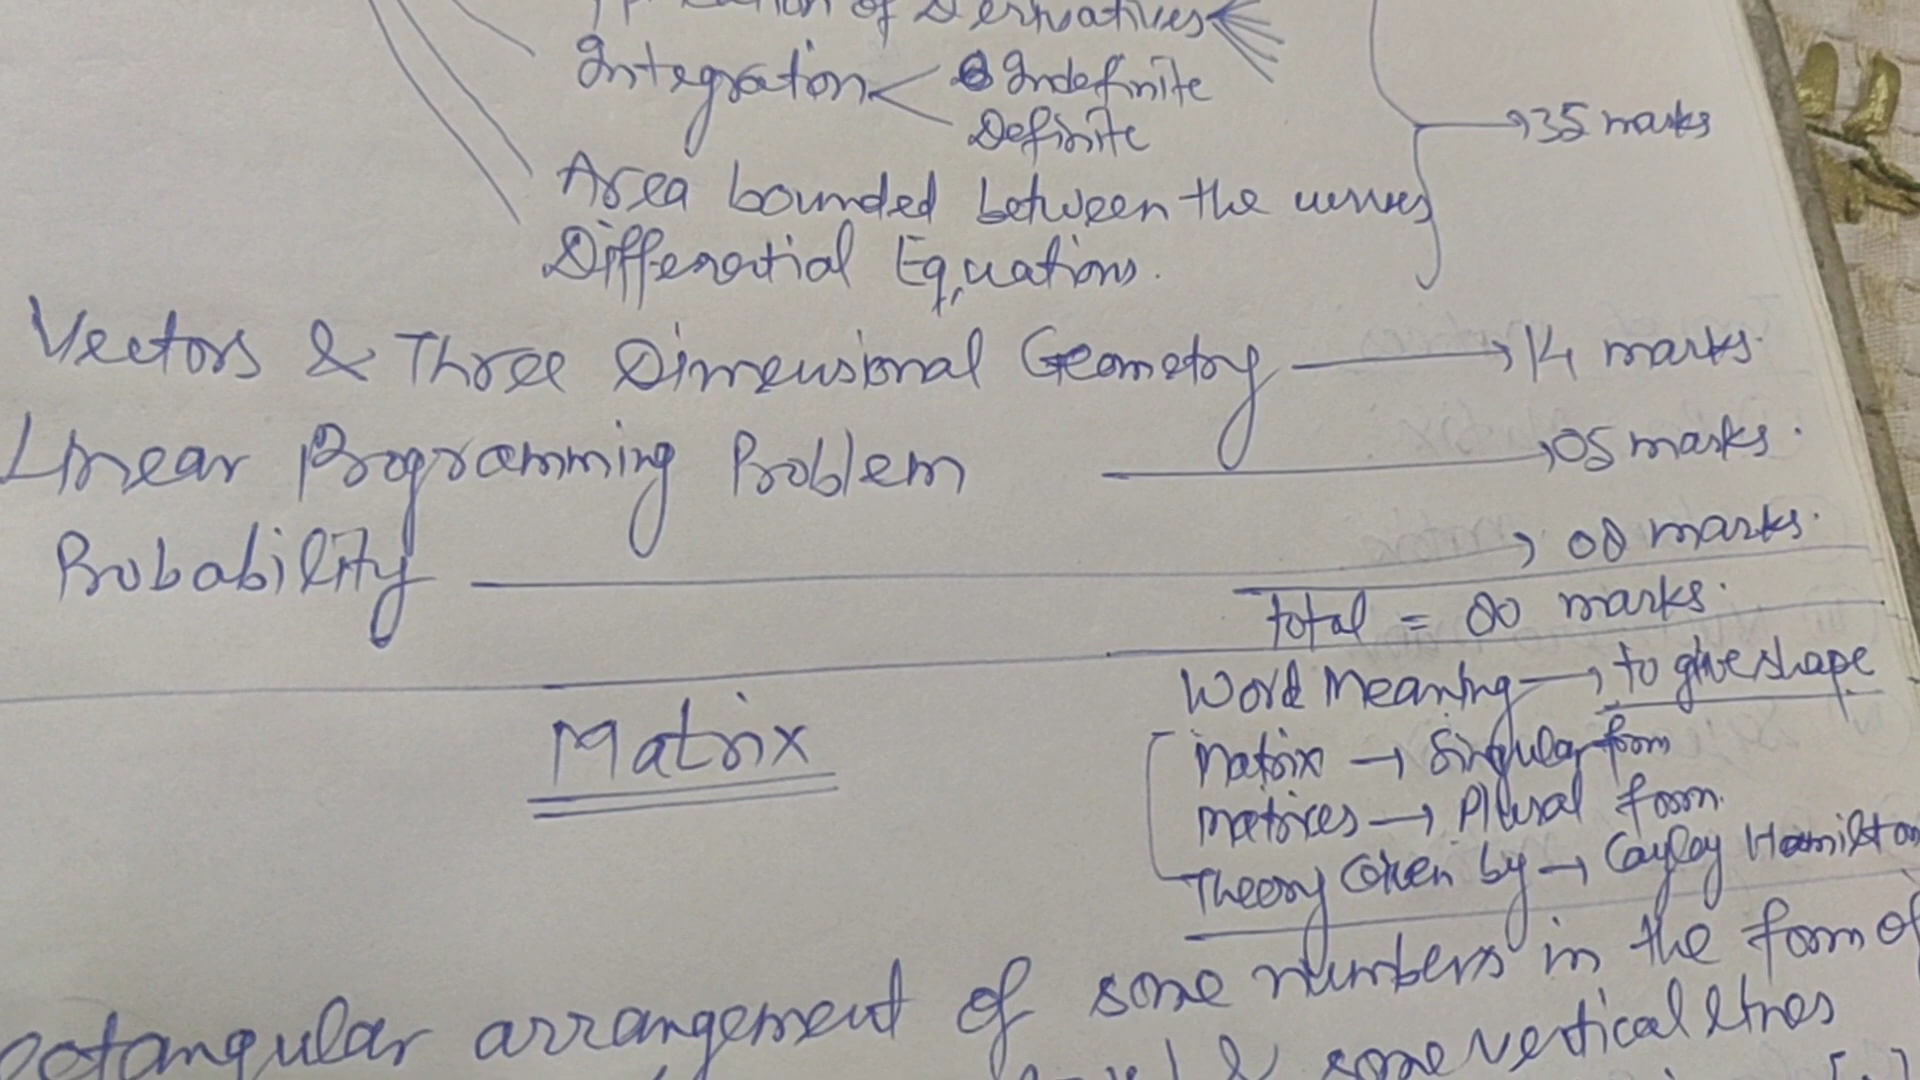 of Derivatives
Integration
Indefinite
Definite
35 marks
Area bounded between the curves
Differential Equations.
Vectors & Three Dimensional Geometry → 14 marks.
Linear Programming Problem → 05 marks.
Probability → 08 marks.
Total = 80 marks.
Word Meaning → to give shape
Matrix
Matrix → Singular form
Matrices → Plural form.
Theory Given by → Cayley Hamilton
arrangement of some numbers in the form of
& some vertical lines